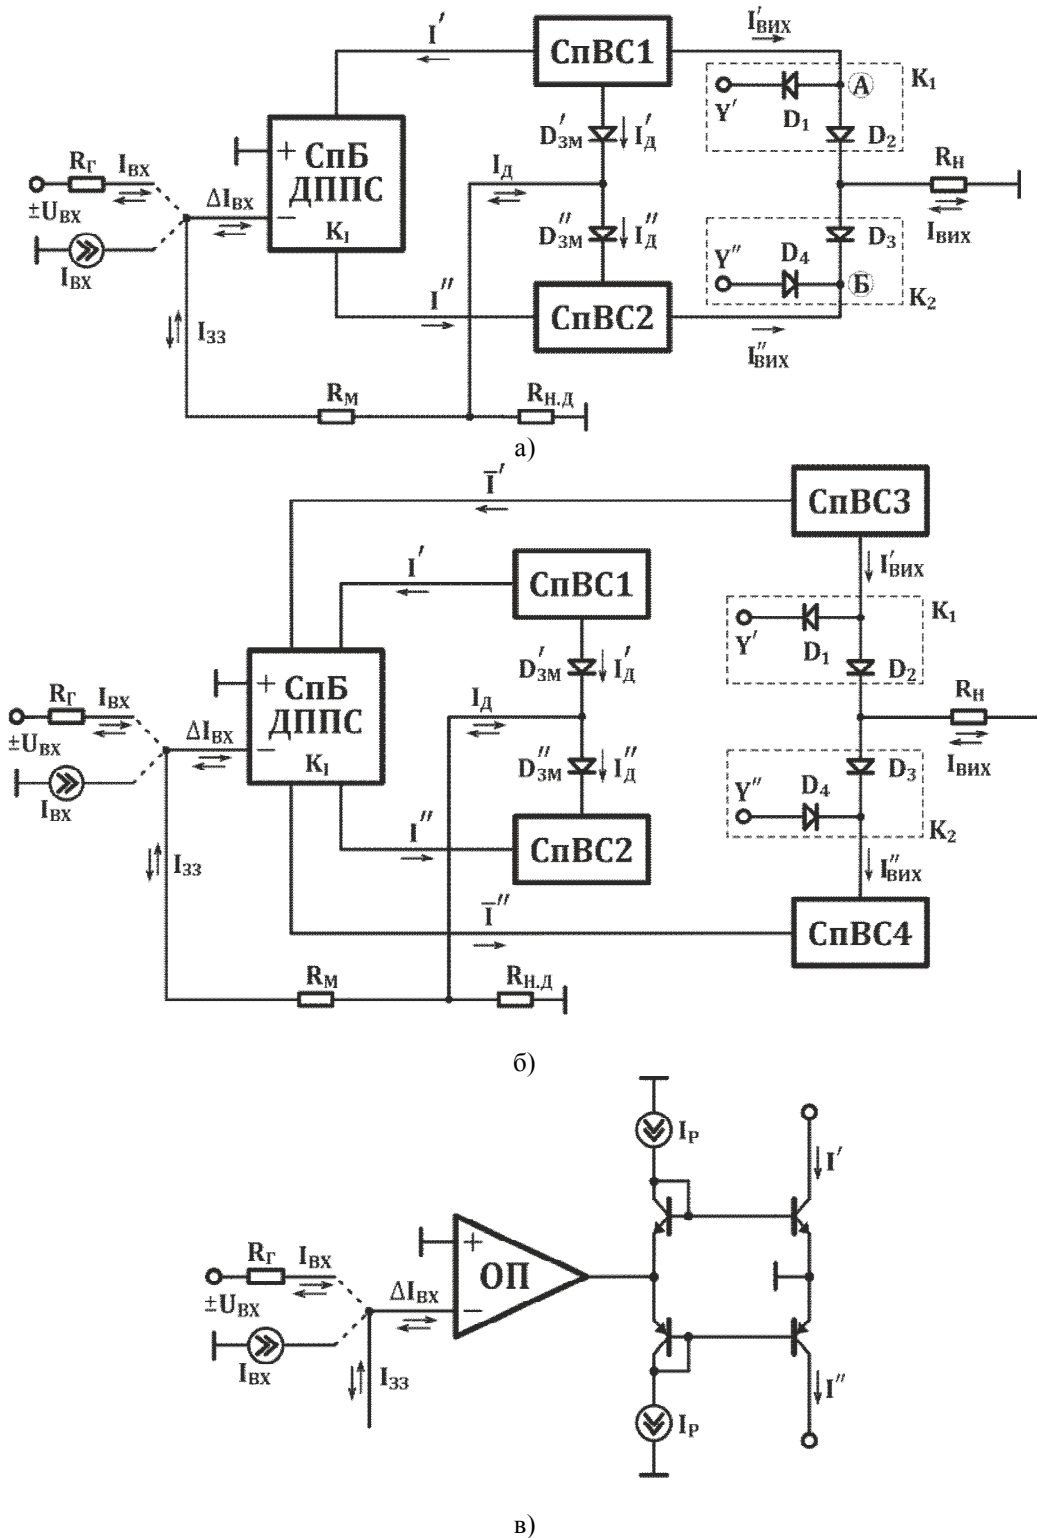 I′ СпВС1 I′ВИХ
Y′ D1 А K1
+ СпБ ДППС − KI
D′ЗМ I′Д D2
RГ IВХ ΔIВХ IД RН
±UВХ IВХ
D″ЗМ I″Д D3 IВИХ
Y″ D4 Б K2
I″ СпВС2 I″ВИХ
IЗЗ
RМ RН.Д
а)
I̅′ СпВС3
I′ СпВС1 I′ВИХ
Y′ D1 K1
+ СпБ ДППС − KI
D′ЗМ I′Д D2
RГ IВХ ΔIВХ IД RН
±UВХ IВХ
D″ЗМ I″Д D3 IВИХ
Y″ D4 K2
I″ СпВС2 I″ВИХ
IЗЗ
I̅″ СпВС4
RМ RН.Д
б)
IР I′
+ ОП −
RГ IВХ ΔIВХ
±UВХ
IВХ IЗЗ
IР I″
в)